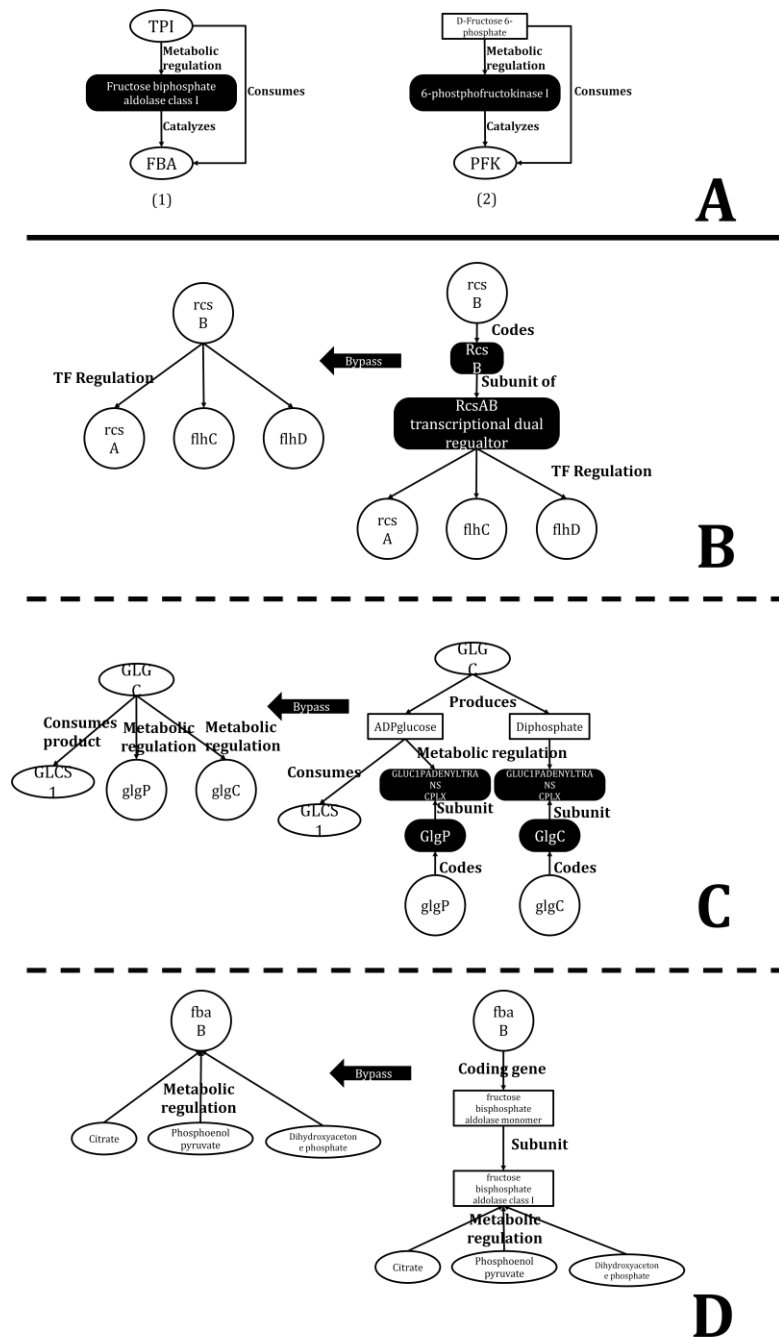 TPI
Metabolic
regulation
Fructose biphosphate
aldolase class I
Consumes
Catalyzes
FBA
(1)
D-Fructose 6-
phosphate
Metabolic
regulation
6-phostphofructokinase I
Consumes
Catalyzes
PFK
(2)
A
rcs
B
TF Regulation
rcs
A
flhC
flhD
Bypass
rcs
B
Codes
Rcs
B
Subunit of
RcsAB
transcriptional dual
regualtor
TF Regulation
rcs
A
flhC
flhD
B
GLG
C
Consumes
product
Metabolic
regulation
Metabolic
regulation
GLCS
1
glgP
glgC
Bypass
GLG
C
Produces
ADPglucose
Diphosphate
Metabolic regulation
Consumes
GLUC1PADENYLTRA
NS
CPLX
GLUC1PADENYLTRA
NS
CPLX
GLCS
1
Subunit
Subunit
GlgP
GlgC
Codes
Codes
glgP
glgC
C
fba
B
Metabolic
regulation
Citrate
Phosphoenol
pyruvate
Dihydroxyaceton
e phosphate
Bypass
fba
B
Coding gene
fructose
bisphosphate
aldolase monomer
Subunit
fructose
bisphosphate
aldolase class I
Metabolic
regulation
Citrate
Phosphoenol
pyruvate
Dihydroxyaceton
e phosphate
D